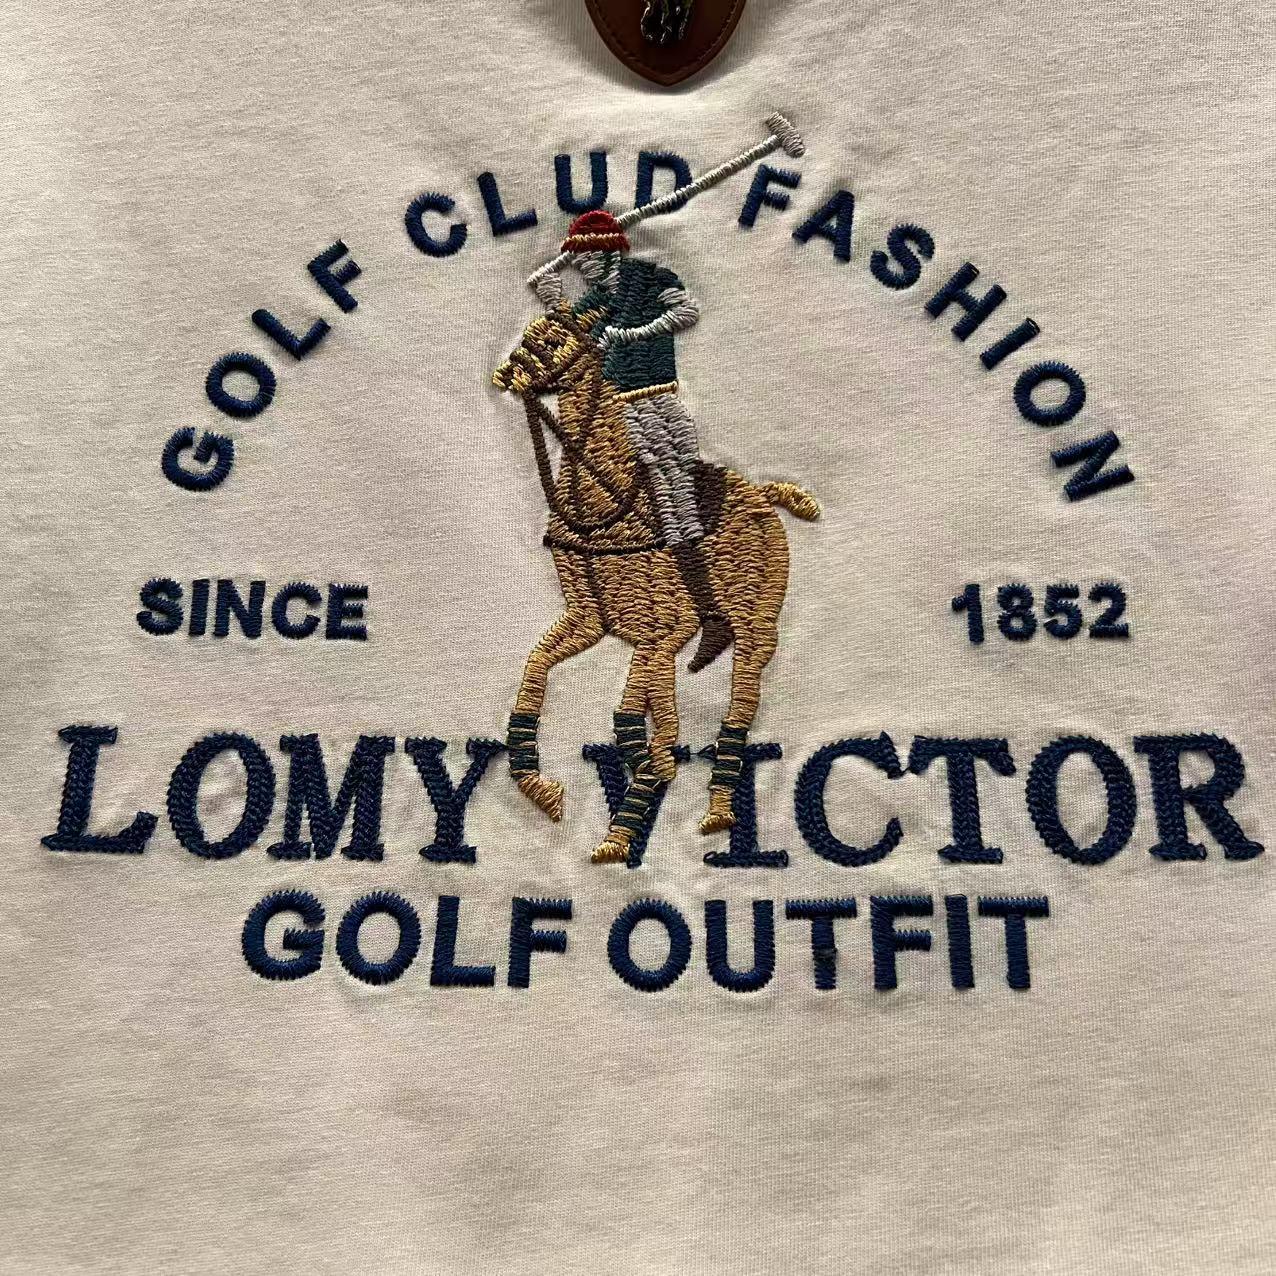 GOLF CLUD FASHION
SINCE 1852
LOMY VICTOR
GOLF OUTFIT